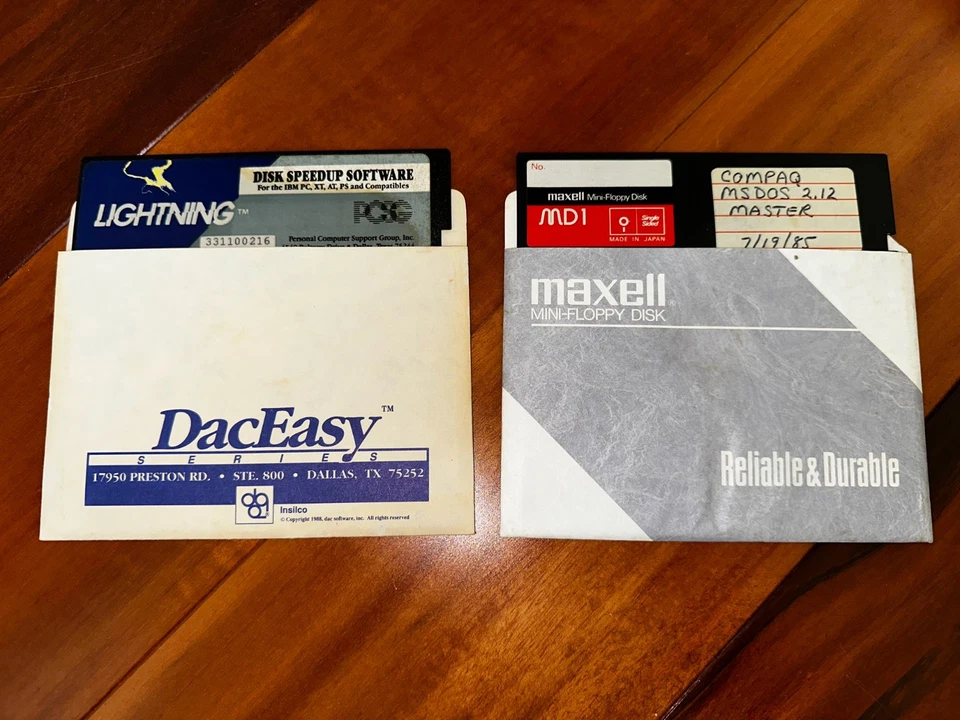 DISK SPEEDUP SOFTWARE
For the IBM PC, XT, AT, PS and Compatibles
LIGHTNING™
331100216
Personal Computer Support Group, Inc.
DacEasy™
SERIES
17950 PRESTON RD. • STE. 800 • DALLAS, TX 75252
Insilco
© Copyright 1988, dac software, inc. All rights reserved
No.
maxell Mini-Floppy Disk
MD1
Single Sided
MADE IN JAPAN
COMPAQ
MSDOS 2.12
MASTER
7/19/85
maxell®
MINI-FLOPPY DISK
Reliable & Durable